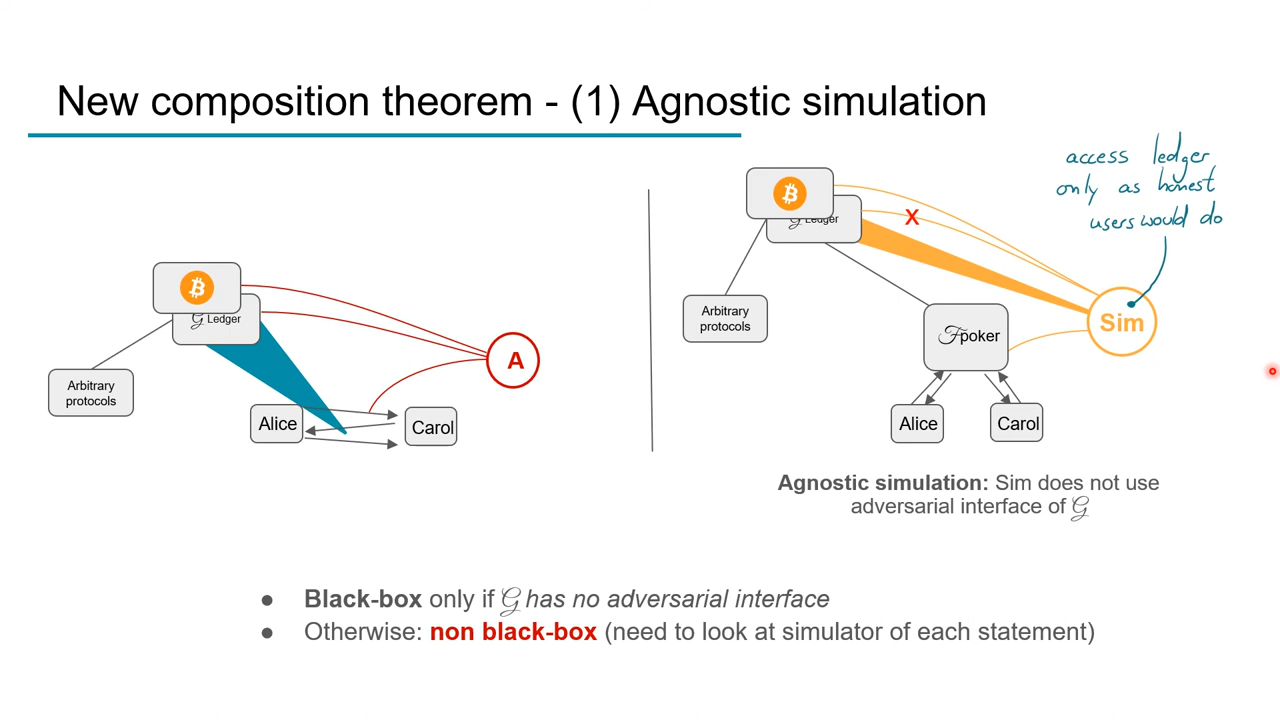 New composition theorem - (1) Agnostic simulation
𝒢 Ledger
Arbitrary
protocols
Alice
Carol
A
𝒢 Ledger
X
Arbitrary
protocols
ℱpoker
Alice
Carol
Sim
access ledger
only as honest
users would do
Agnostic simulation: Sim does not use
adversarial interface of 𝒢
● Black-box only if 𝒢 has no adversarial interface
● Otherwise: non black-box (need to look at simulator of each statement)